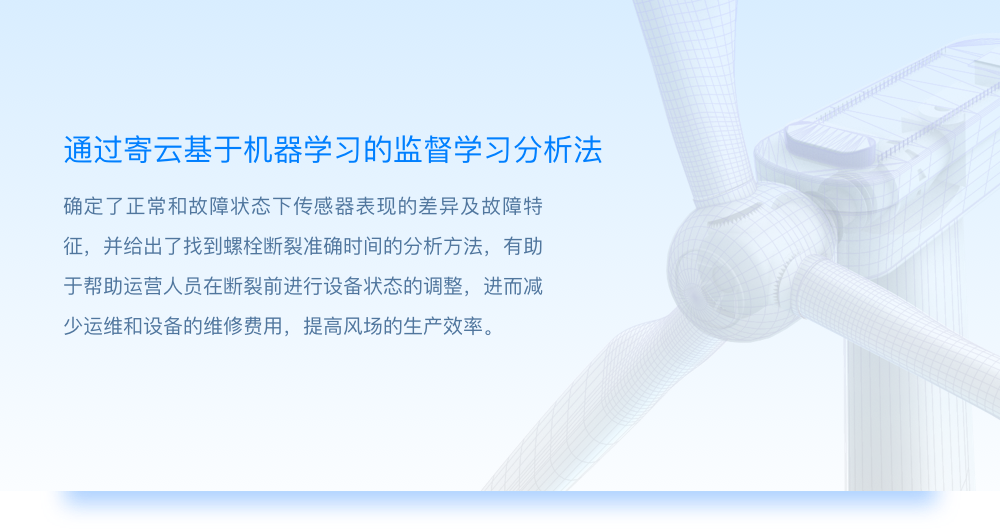 通过寄云基于机器学习的监督学习分析法
确定了正常和故障状态下传感器表现的差异及故障特
征，并给出了找到螺栓断裂准确时间的分析方法，有助
于帮助运营人员在断裂前进行设备状态的调整，进而减
少运维和设备的维修费用，提高风场的生产效率。